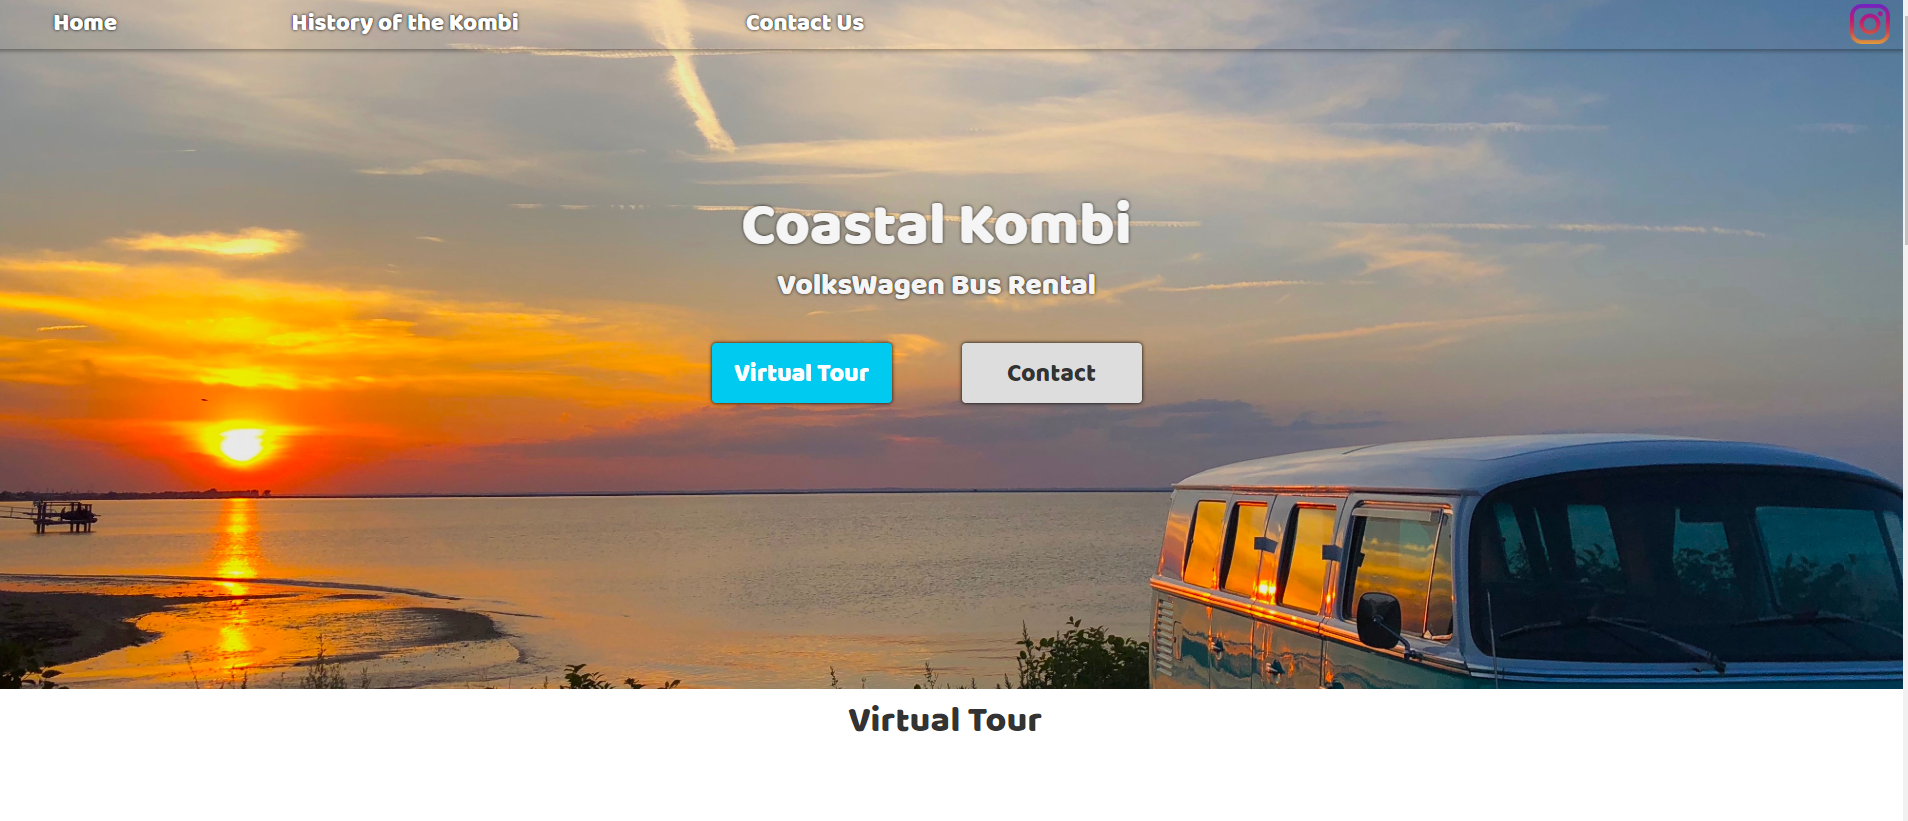 Home History of the Kombi Contact Us
Coastal Kombi
VolksWagen Bus Rental
Virtual Tour Contact
Virtual Tour